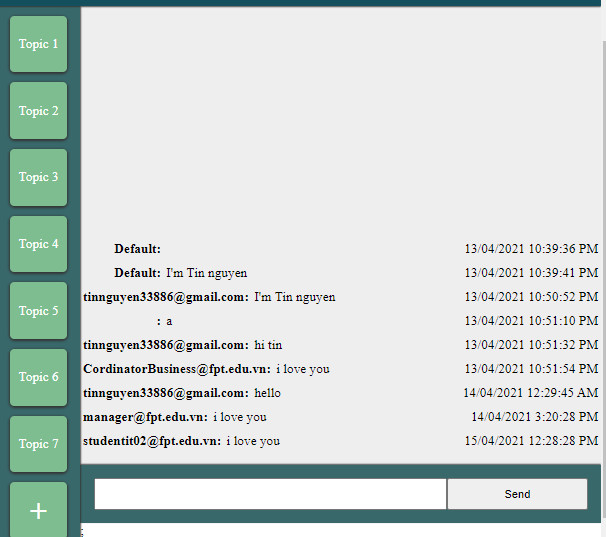 Topic 1
Topic 2
Topic 3
Topic 4
Topic 5
Topic 6
Topic 7
+
Default: 13/04/2021 10:39:36 PM
Default: I'm Tin nguyen 13/04/2021 10:39:41 PM
tinnguyen33886@gmail.com: I'm Tin nguyen 13/04/2021 10:50:52 PM
: a 13/04/2021 10:51:10 PM
tinnguyen33886@gmail.com: hi tin 13/04/2021 10:51:32 PM
CordinatorBusiness@fpt.edu.vn: i love you 13/04/2021 10:51:54 PM
tinnguyen33886@gmail.com: hello 14/04/2021 12:29:45 AM
manager@fpt.edu.vn: i love you 14/04/2021 3:20:28 PM
studentit02@fpt.edu.vn: i love you 15/04/2021 12:28:28 PM
Send
;